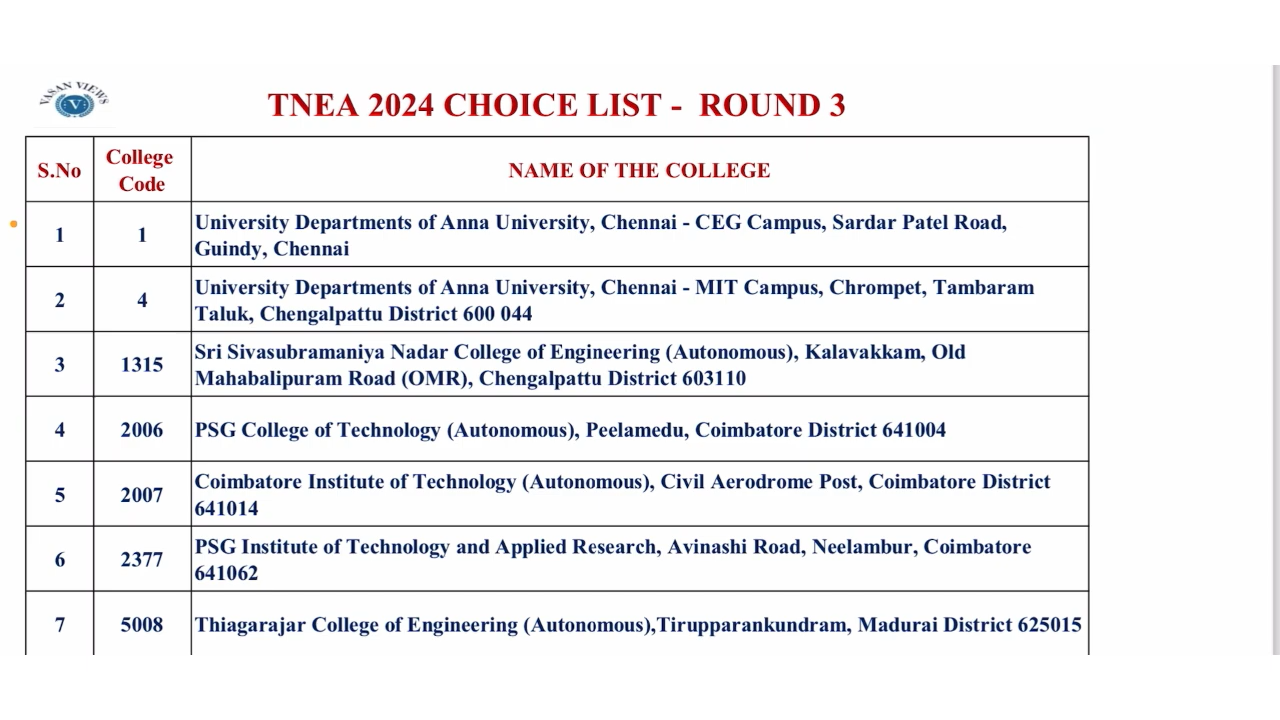 VASAN VIEWS
V
TNEA 2024 CHOICE LIST - ROUND 3
S.No
College
Code
NAME OF THE COLLEGE
1
1
University Departments of Anna University, Chennai - CEG Campus, Sardar Patel Road,
Guindy, Chennai
2
4
University Departments of Anna University, Chennai - MIT Campus, Chrompet, Tambaram
Taluk, Chengalpattu District 600 044
3
1315
Sri Sivasubramaniya Nadar College of Engineering (Autonomous), Kalavakkam, Old
Mahabalipuram Road (OMR), Chengalpattu District 603110
4
2006
PSG College of Technology (Autonomous), Peelamedu, Coimbatore District 641004
5
2007
Coimbatore Institute of Technology (Autonomous), Civil Aerodrome Post, Coimbatore District
641014
6
2377
PSG Institute of Technology and Applied Research, Avinashi Road, Neelambur, Coimbatore
641062
7
5008
Thiagarajar College of Engineering (Autonomous),Tirupparankundram, Madurai District 625015